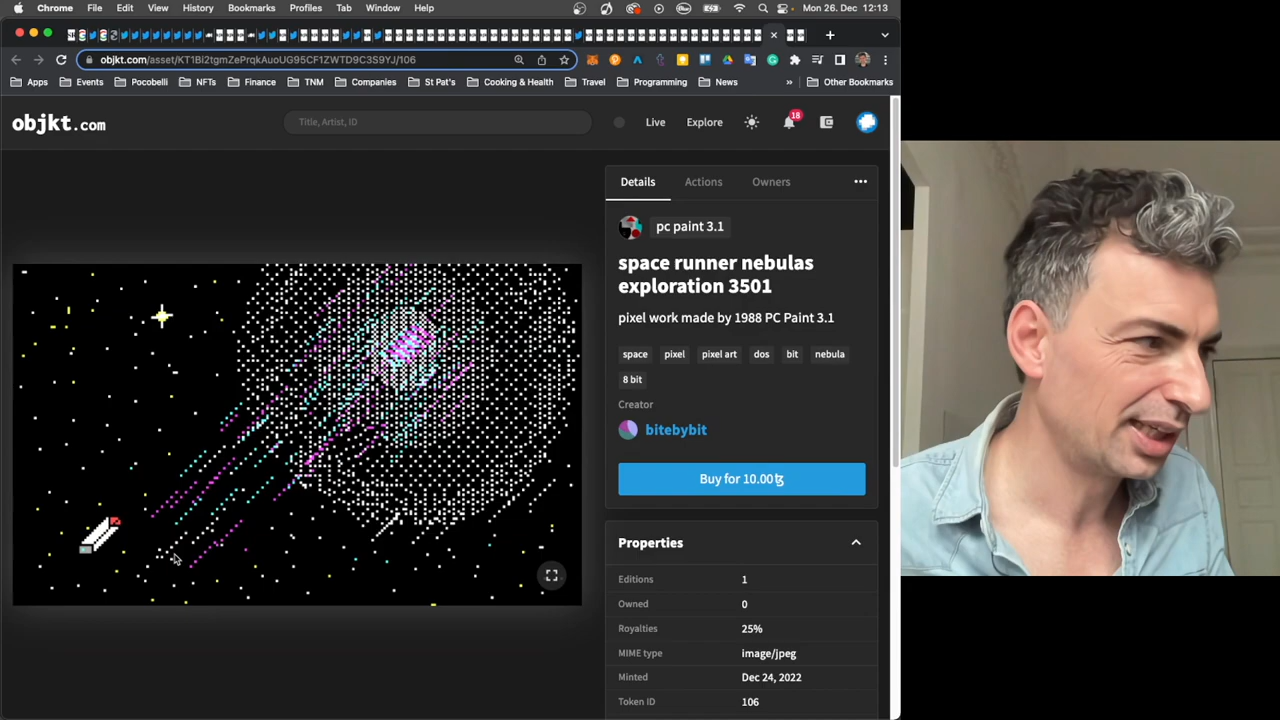 Chrome File Edit View History Bookmarks Profiles Tab Window Help Mon 26. Dec 12:13
objkt.com/asset/KT1Bl2tgmZePrqkAuoUG95CF1ZWTD9C3S9YJ/106
Apps Events Pocobelli NFTs Finance TNM Companies St Pat's Cooking & Health Travel Programming News » Other Bookmarks
objkt.com Title, Artist, ID Live Explore 18
Details Actions Owners
pc paint 3.1
space runner nebulas
exploration 3501
pixel work made by 1988 PC Paint 3.1
space pixel pixel art dos bit nebula
8 bit
Creator
bitebybit
Buy for 10.00 ꜩ
Properties
Editions 1
Owned 0
Royalties 25%
MIME type image/jpeg
Minted Dec 24, 2022
Token ID 106